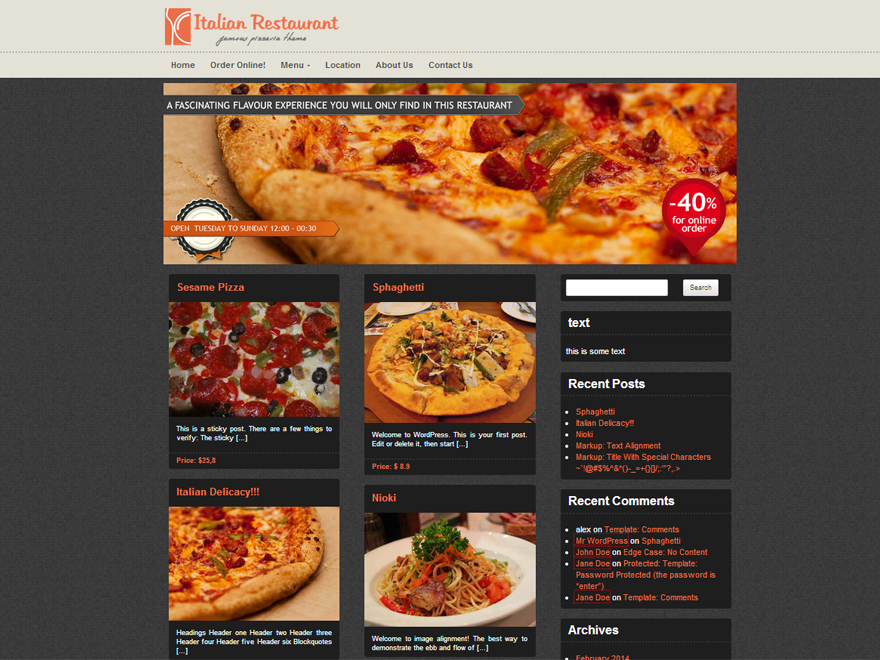 Italian Restaurant
famous pizzeria theme
Home Order Online! Menu Location About Us Contact Us
A FASCINATING FLAVOUR EXPERIENCE YOU WILL ONLY FIND IN THIS RESTAURANT
-40%
for online
order
OPEN TUESDAY TO SUNDAY 12:00 - 00:30
Sesame Pizza
This is a sticky post. There are a few things to
verify: The sticky [...]
Price: $25,8
Italian Delicacy!!!
Headings Header one Header two Header three
Header four Header five Header six Blockquotes
[...]
Sphaghetti
Welcome to WordPress. This is your first post.
Edit or delete it, then start [...]
Price: $ 8.9
Nioki
Welcome to image alignment! The best way to
demonstrate the ebb and flow of [...]
Search
text
this is some text
Recent Posts
Sphaghetti
Italian Delicacy!!!
Nioki
Markup: Text Alignment
Markup: Title With Special Characters
~`!@#$%^&*()-_=+{}[]/;:'"?,.>
Recent Comments
alex on Template: Comments
Mr WordPress on Sphaghetti
John Doe on Edge Case: No Content
Jane Doe on Protected: Template:
Password Protected (the password is
"enter")
Jane Doe on Template: Comments
Archives
February 2014